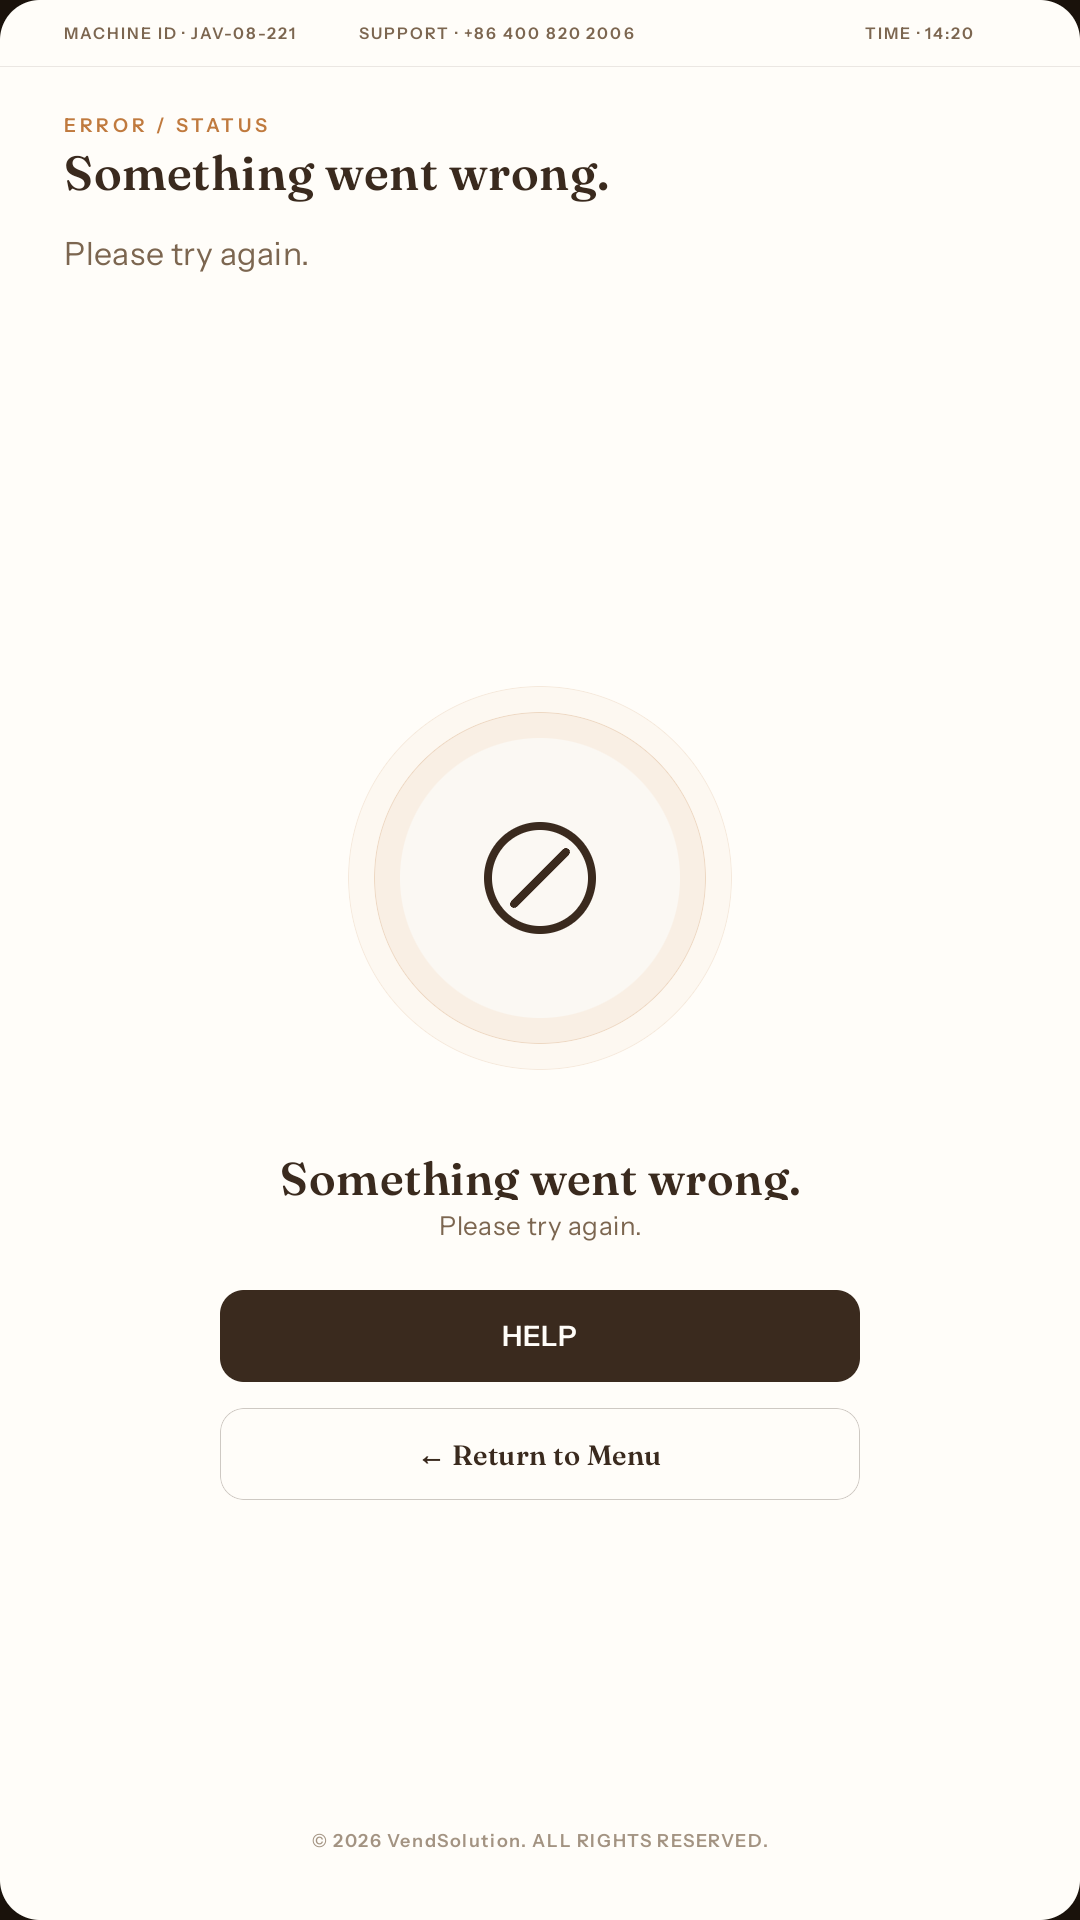 MACHINE ID · JAV-08-221 SUPPORT · +86 400 820 2006 TIME · 14:20
ERROR / STATUS
Something went wrong.
Please try again.
Something went wrong.
Please try again.
HELP
← Return to Menu
© 2026 VendSolution. ALL RIGHTS RESERVED.